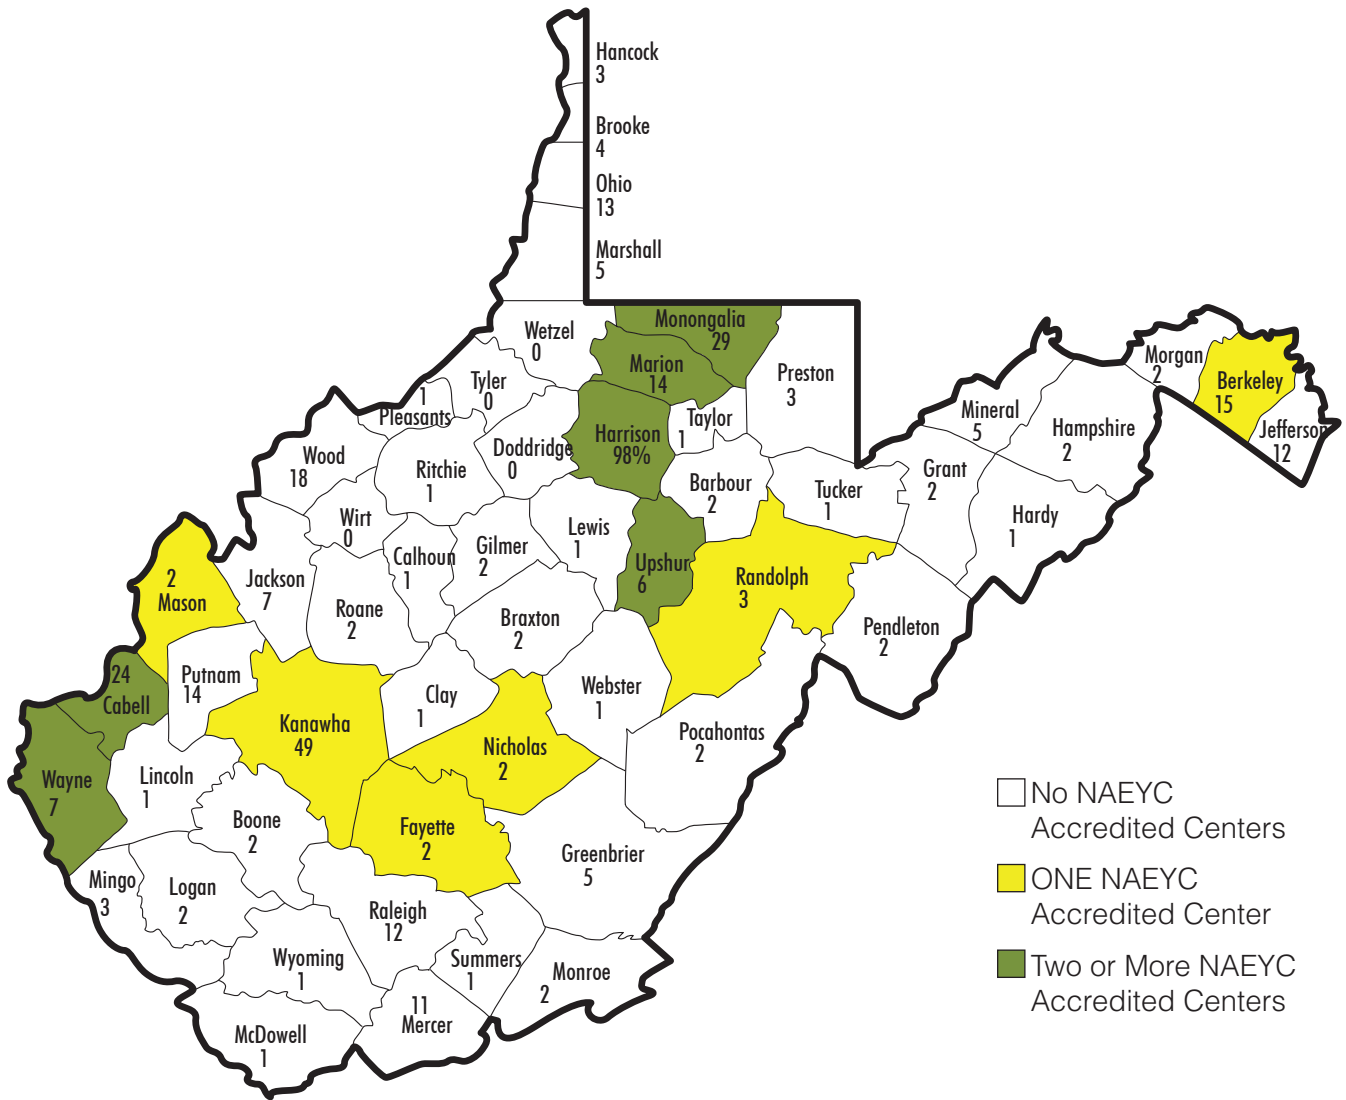 Hancock
3
Brooke
4
Ohio
13
Marshall
5
Wetzel
0
Monongalia
29
Marion
14
Preston
3
Tyler
0
1
Pleasants
Taylor
1
Doddridge
0
Harrison
98%
Wood
18
Ritchie
1
Barbour
2
Tucker
1
Grant
2
Mineral
5
Hampshire
2
Hardy
1
Morgan
2
Berkeley
15
Jefferson
12
Wirt
0
Calhoun
1
Gilmer
2
Lewis
1
Upshur
6
Randolph
3
2
Mason
Jackson
7
Roane
2
Braxton
2
Pendleton
2
24
Cabell
Putnam
14
Clay
1
Webster
1
Kanawha
49
Nicholas
2
Pocahontas
2
Wayne
7
Lincoln
1
Boone
2
Fayette
2
Greenbrier
5
Mingo
3
Logan
2
Raleigh
12
Wyoming
1
Summers
1
Monroe
2
11
Mercer
McDowell
1
No NAEYC
Accredited Centers
ONE NAEYC
Accredited Center
Two or More NAEYC
Accredited Centers